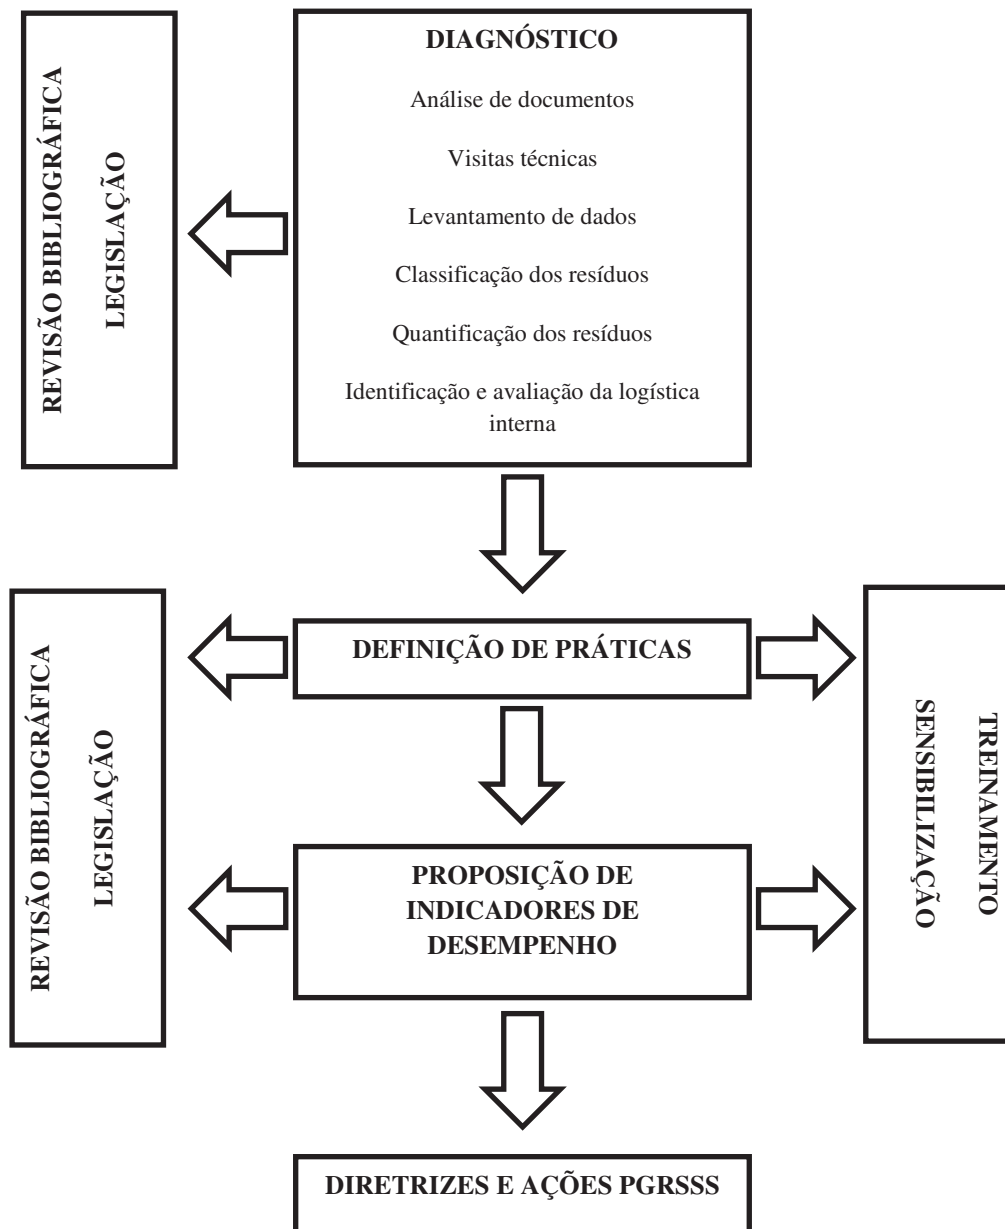 REVISÃO BIBLIOGRÁFICA
LEGISLAÇÃO
DIAGNÓSTICO
Análise de documentos
Visitas técnicas
Levantamento de dados
Classificação dos resíduos
Quantificação dos resíduos
Identificação e avaliação da logística
interna
REVISÃO BIBLIOGRÁFICA
LEGISLAÇÃO
DEFINIÇÃO DE PRÁTICAS
TREINAMENTO
SENSIBILIZAÇÃO
PROPOSIÇÃO DE
INDICADORES DE
DESEMPENHO
DIRETRIZES E AÇÕES PGRSSS